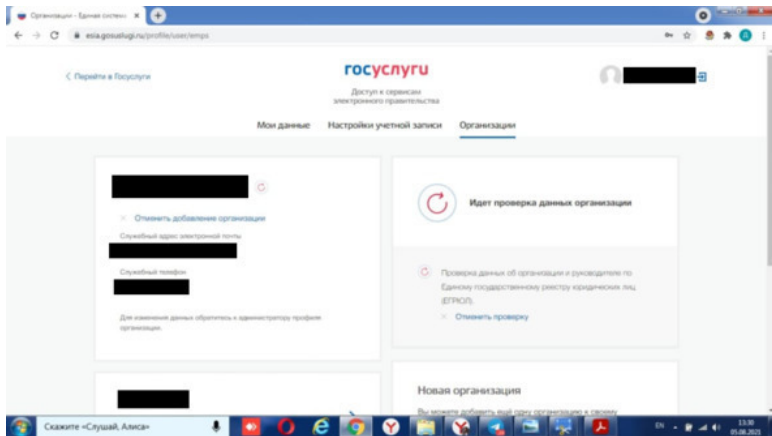 Организации - Единая систем
esia.gosuslugi.ru/profile/user/emps
Перейти в Госуслуги
госуслуги
Доступ к сервисам
электронного правительства
Мои данные
Настройки учетной записи
Организации
Отменить добавление организации
Служебный адрес электронной почты
Служебный телефон
Для изменения данных обратитесь к администратору профиля
организации.
Идет проверка данных организации
Проверка данных об организации и руководителе по
Единому государственному реестру юридических лиц
(ЕГРЮЛ).
Отменить проверку
Новая организация
Вы можете добавить ещё одну организацию к своему
Скажите «Слушай, Алиса»
EN
13:30
05.08.2021